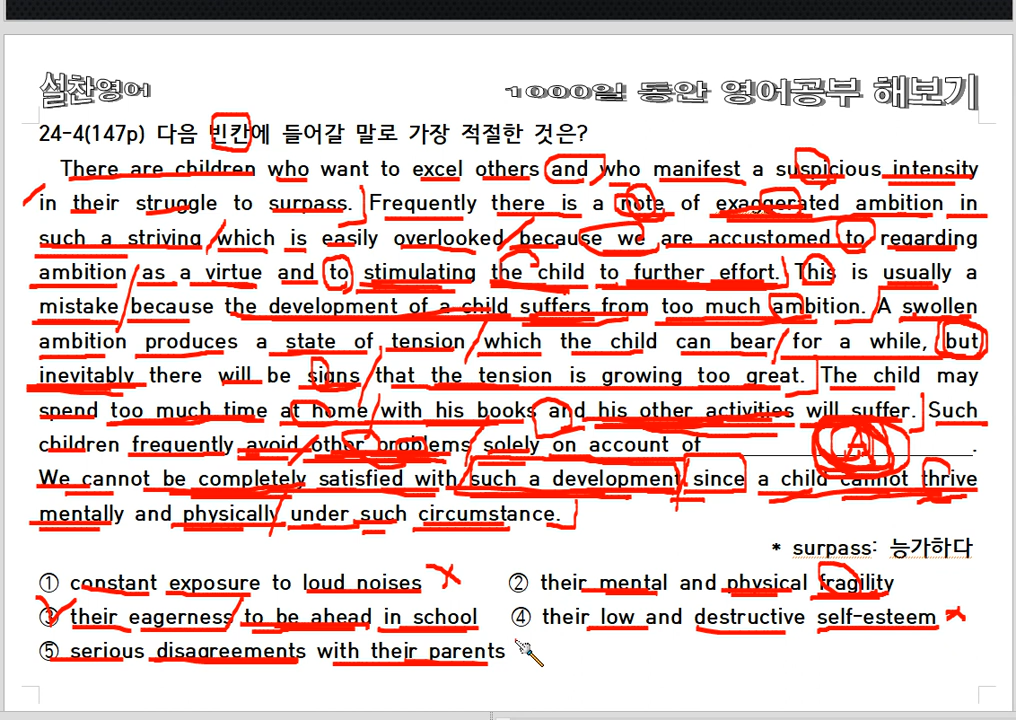 설찬영어 1000일 동안 영어공부 해보기
24-4(147p) 다음 빈칸에 들어갈 말로 가장 적절한 것은?
There are children who want to excel others and who manifest a suspicious intensity
in their struggle to surpass. Frequently there is a note of exaggerated ambition in
such a striving which is easily overlooked because we are accustomed to regarding
ambition as a virtue and to stimulating the child to further effort. This is usually a
mistake because the development of a child suffers from too much ambition. A swollen
ambition produces a state of tension which the child can bear for a while, but
inevitably there will be signs that the tension is growing too great. The child may
spend too much time at home with his books and his other activities will suffer. Such
children frequently avoid other problems solely on account of ____________.
We cannot be completely satisfied with such a development since a child cannot thrive
mentally and physically under such circumstance.
* surpass: 능가하다
① constant exposure to loud noises ② their mental and physical fragility
③ their eagerness to be ahead in school ④ their low and destructive self-esteem
⑤ serious disagreements with their parents